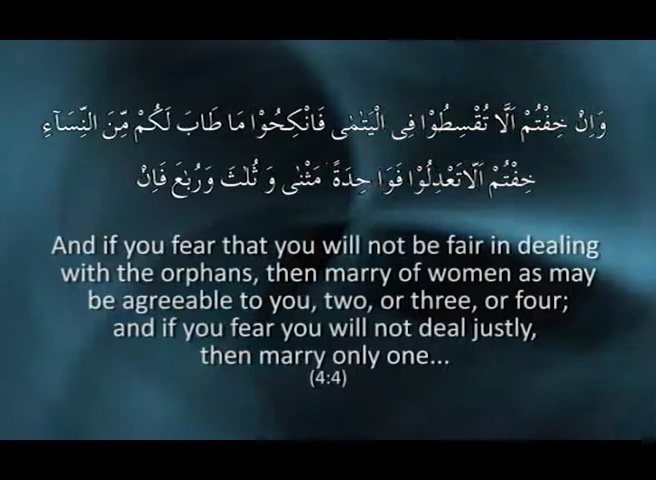 وَاِنْ خِفْتُمْ اَلَّا تُقْسِطُوْا فِى الْيَتٰمٰى فَانْكِحُوْا مَا طَابَ لَكُمْ مِّنَ النِّسَآءِ
خِفْتُمْ اَلَّاتَعْدِلُوْا فَوَا حِدَةً مَثْنٰى وَ ثُلٰثَ وَرُبٰعَ فَاِنْ
And if you fear that you will not be fair in dealing
with the orphans, then marry of women as may
be agreeable to you, two, or three, or four;
and if you fear you will not deal justly,
then marry only one...
(4:4)